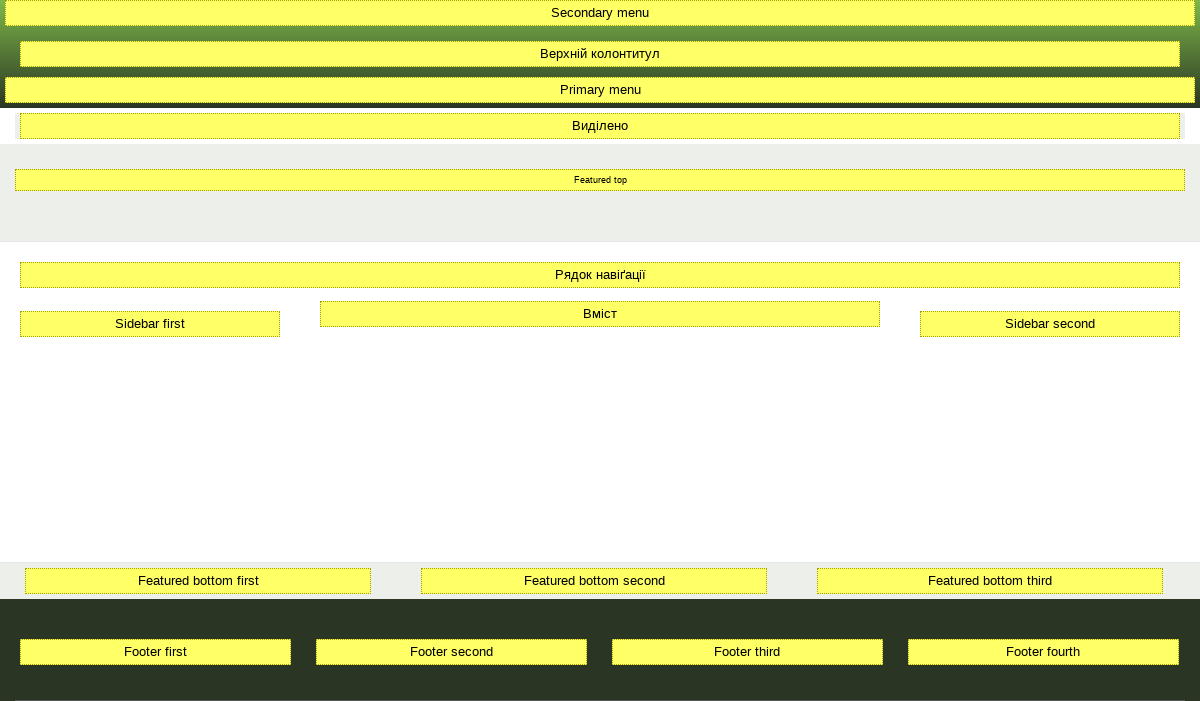 Secondary menu
Верхній колонтитул
Primary menu
Виділено
Featured top
Рядок навіґації
Sidebar first
Вміст
Sidebar second
Featured bottom first
Featured bottom second
Featured bottom third
Footer first
Footer second
Footer third
Footer fourth